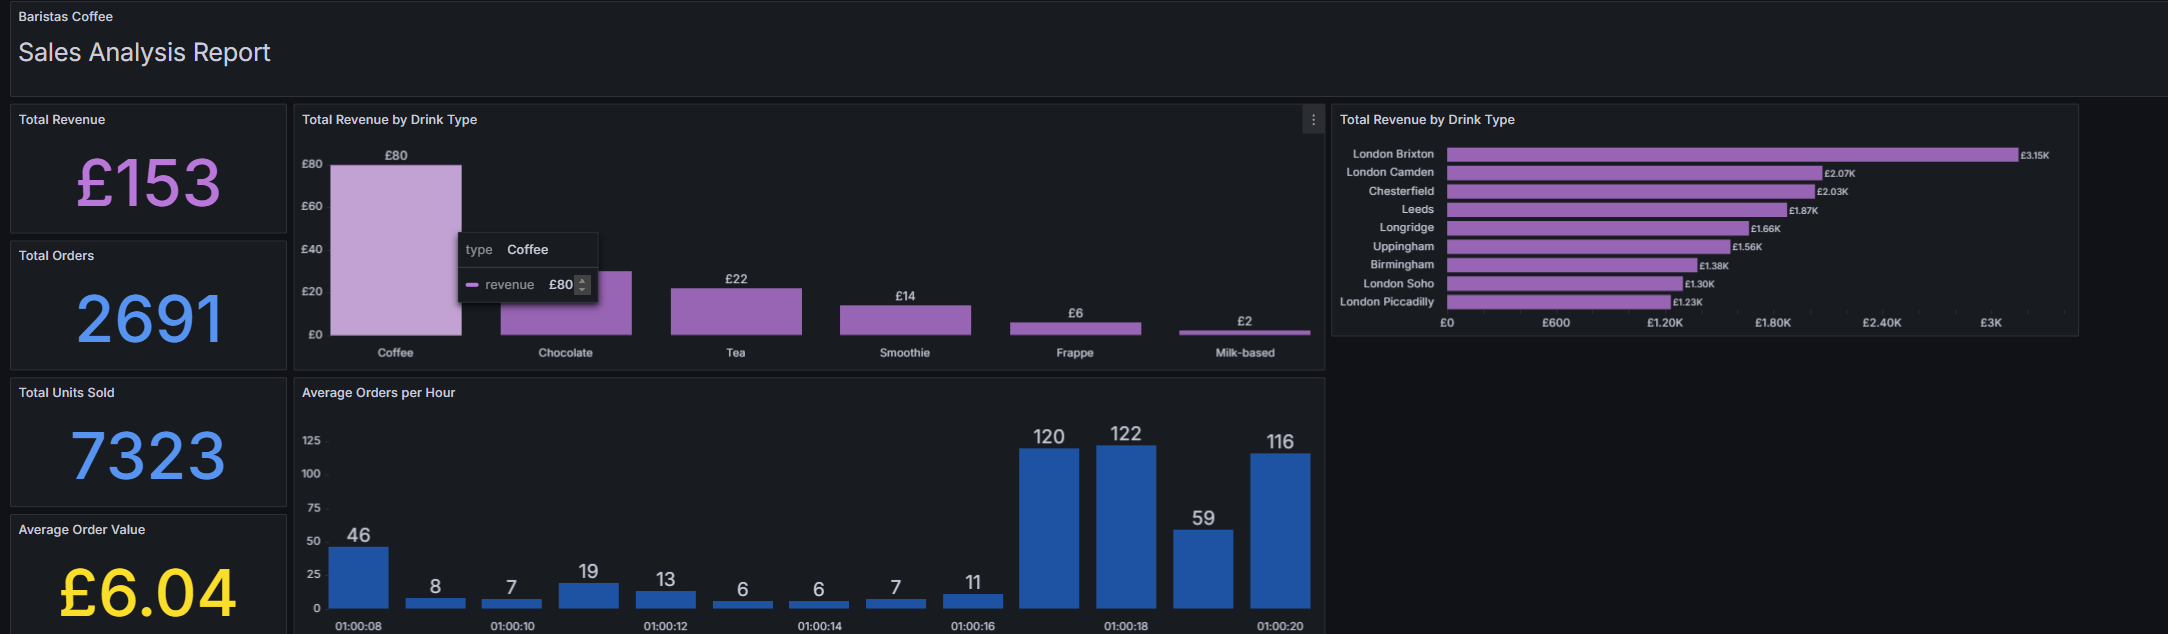 Baristas Coffee
Sales Analysis Report
Total Revenue
£153
Total Orders
2691
Total Units Sold
7323
Average Order Value
£6.04
Total Revenue by Drink Type
£80
£60
£40
£20
£0
£80
£22
£14
£6
£2
type Coffee
revenue £80
Coffee Chocolate Tea Smoothie Frappe Milk-based
Average Orders per Hour
125
100
75
50
25
0
46 8 7 19 13 6 6 7 11 120 122 59 116
01:00:08 01:00:10 01:00:12 01:00:14 01:00:16 01:00:18 01:00:20
Total Revenue by Drink Type
London Brixton £3.15K
London Camden £2.07K
Chesterfield £2.03K
Leeds £1.87K
Longridge £1.66K
Uppingham £1.56K
Birmingham £1.38K
London Soho £1.30K
London Piccadilly £1.23K
£0 £600 £1.20K £1.80K £2.40K £3K